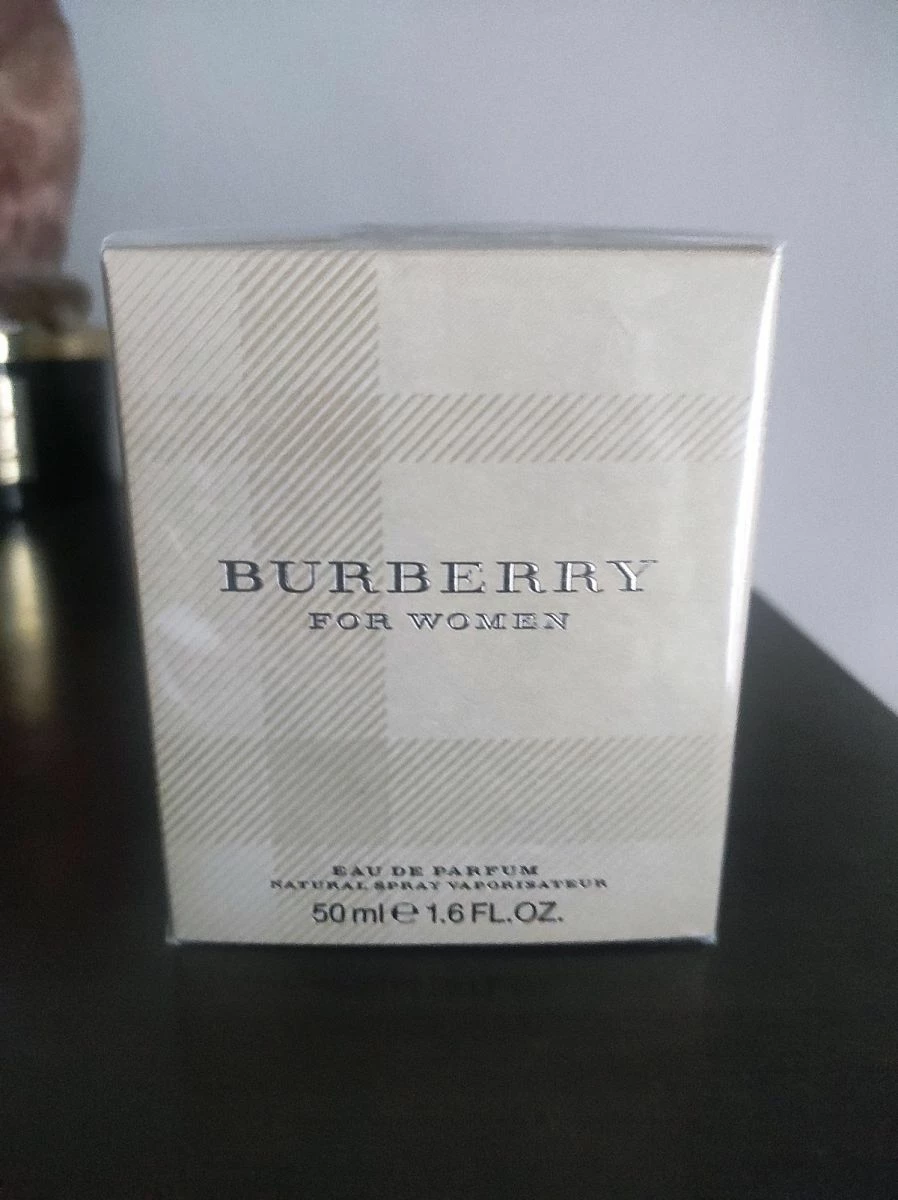 BURBERRY
FOR WOMEN
EAU DE PARFUM
NATURAL SPRAY VAPORISATEUR
50 ml ℮ 1.6 FL.OZ.